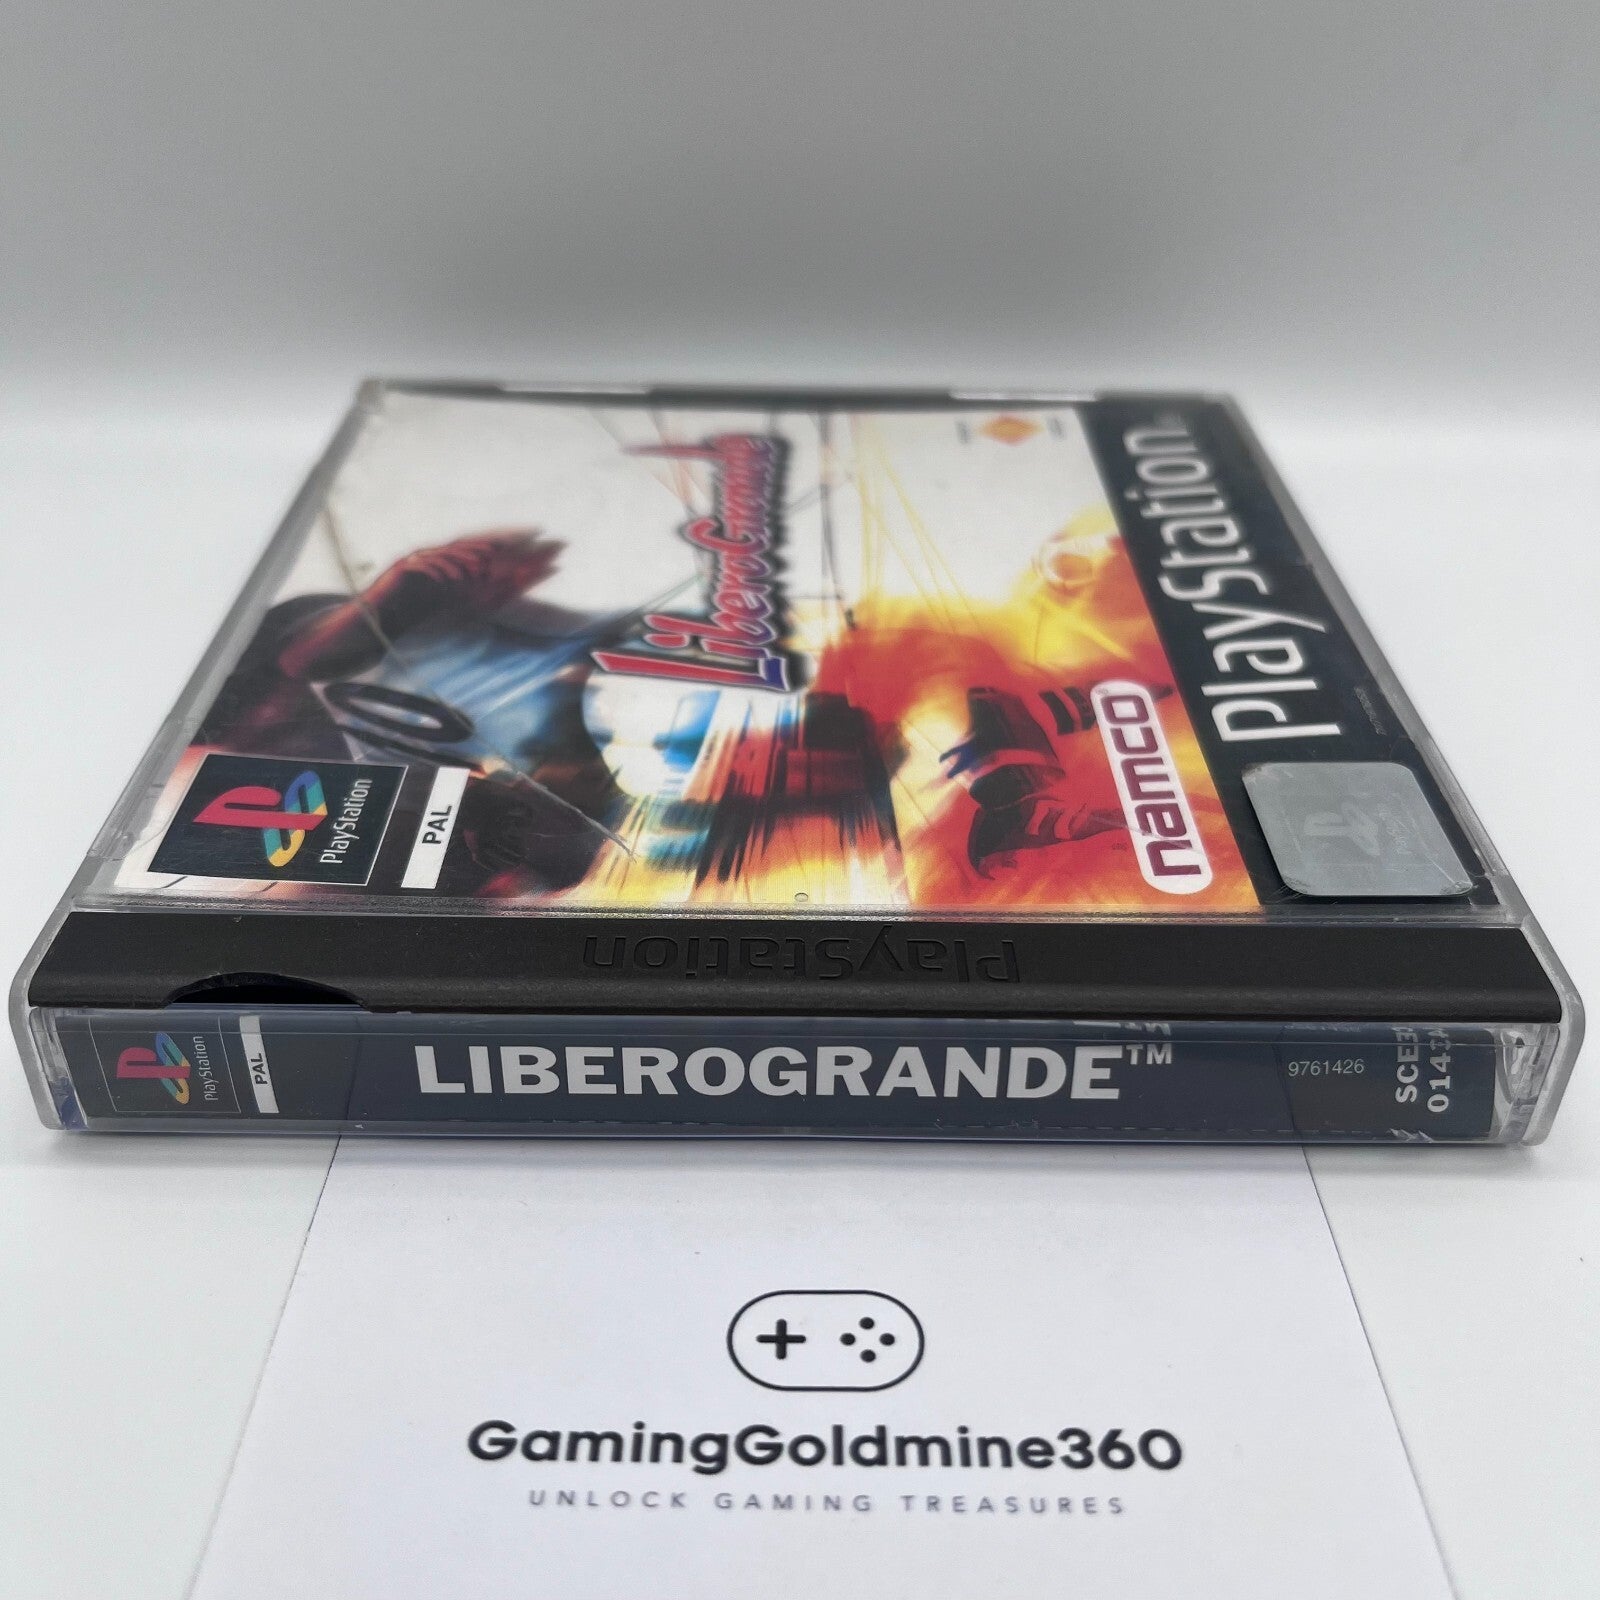 PlayStation
LiberoGrande
namco
PlayStation
PAL
PlayStation
PlayStation
PAL
LIBEROGRANDE™
9761426
GamingGoldmine360
UNLOCK GAMING TREASURES